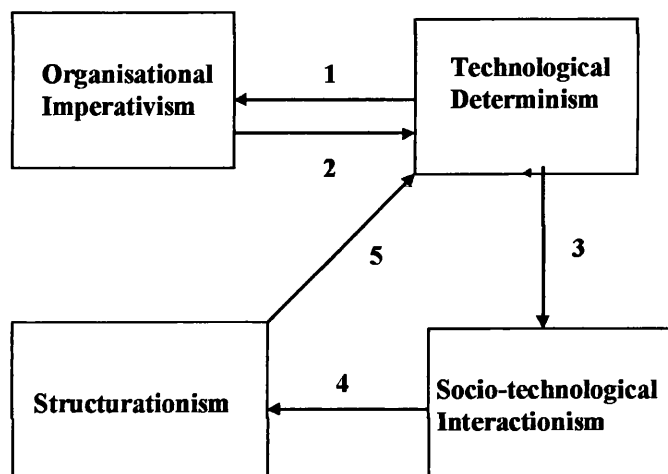 Organisational
Imperativism
1
2
Technological
Determinism
3
5
Structurationism
4
Socio-technological
Interactionism